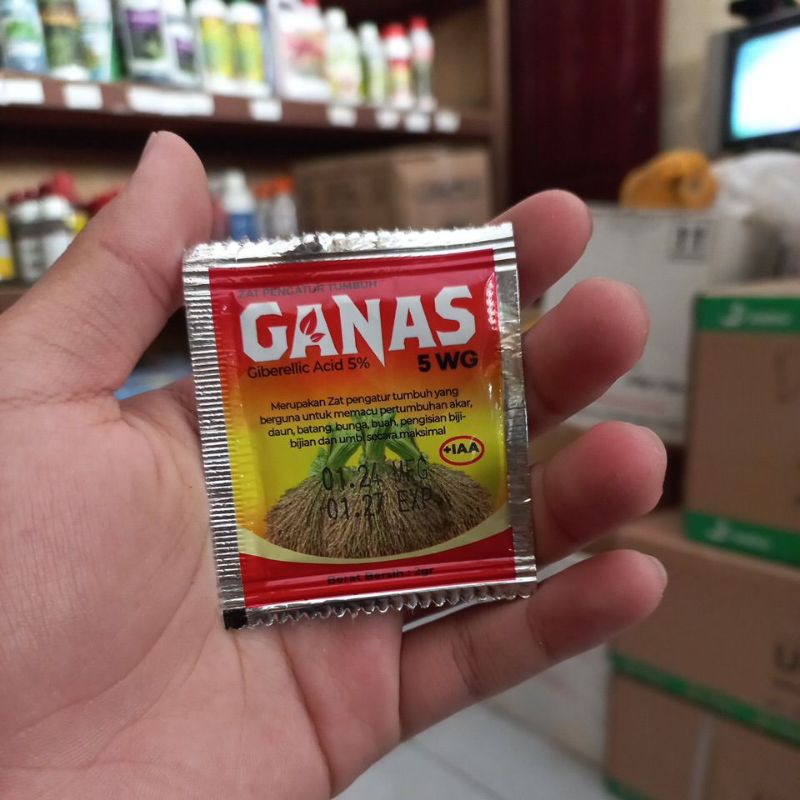 ZAT PENGATUR TUMBUH
GANAS
Giberellic Acid 5%
5 WG
Merupakan Zat pengatur tumbuh yang
berguna untuk memacu pertumbuhan akar,
daun, batang, bunga, buah, pengisian biji-
bijian dan umbi secara maksimal
+IAA
01.24 MFG
01.27 EXP
Berat Bersih : 2gr